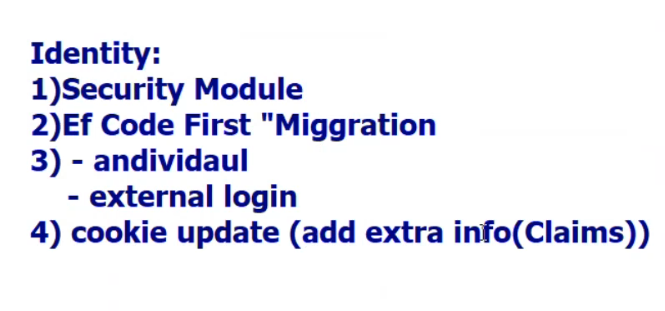 Identity:
1)Security Module
2)Ef Code First "Miggration
3) - andividaul
- external login
4) cookie update (add extra info(Claims))